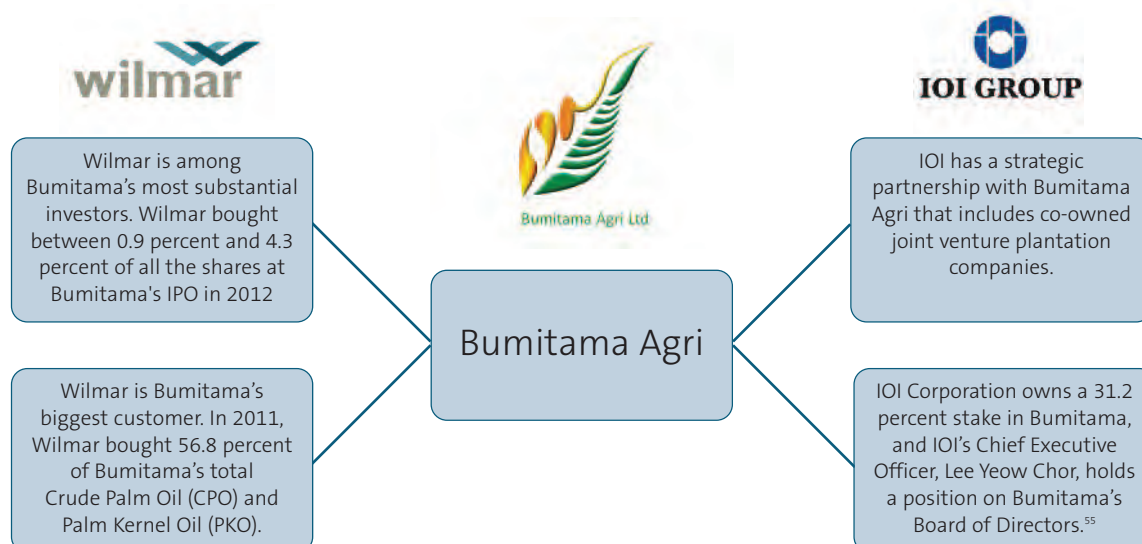 wilmar
Wilmar is among
Bumitama’s most substantial
investors. Wilmar bought
between 0.9 percent and 4.3
percent of all the shares at
Bumitama's IPO in 2012
Wilmar is Bumitama’s
biggest customer. In 2011,
Wilmar bought 56.8 percent
of Bumitama’s total
Crude Palm Oil (CPO) and
Palm Kernel Oil (PKO).
Bumitama Agri Ltd
Bumitama Agri
IOI GROUP
IOI has a strategic
partnership with Bumitama
Agri that includes co-owned
joint venture plantation
companies.
IOI Corporation owns a 31.2
percent stake in Bumitama,
and IOI’s Chief Executive
Officer, Lee Yeow Chor, holds
a position on Bumitama’s
Board of Directors.⁵⁵